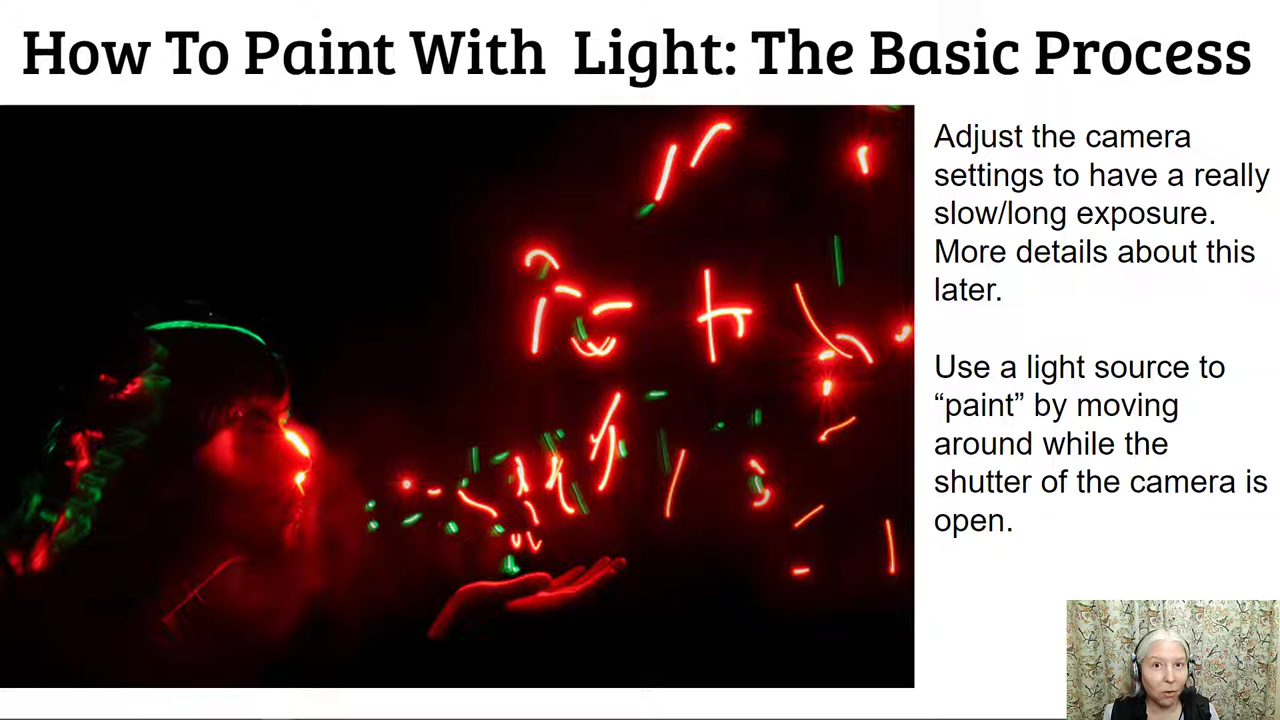 How To Paint With Light: The Basic Process
Adjust the camera
settings to have a really
slow/long exposure.
More details about this
later.
Use a light source to
“paint” by moving
around while the
shutter of the camera is
open.